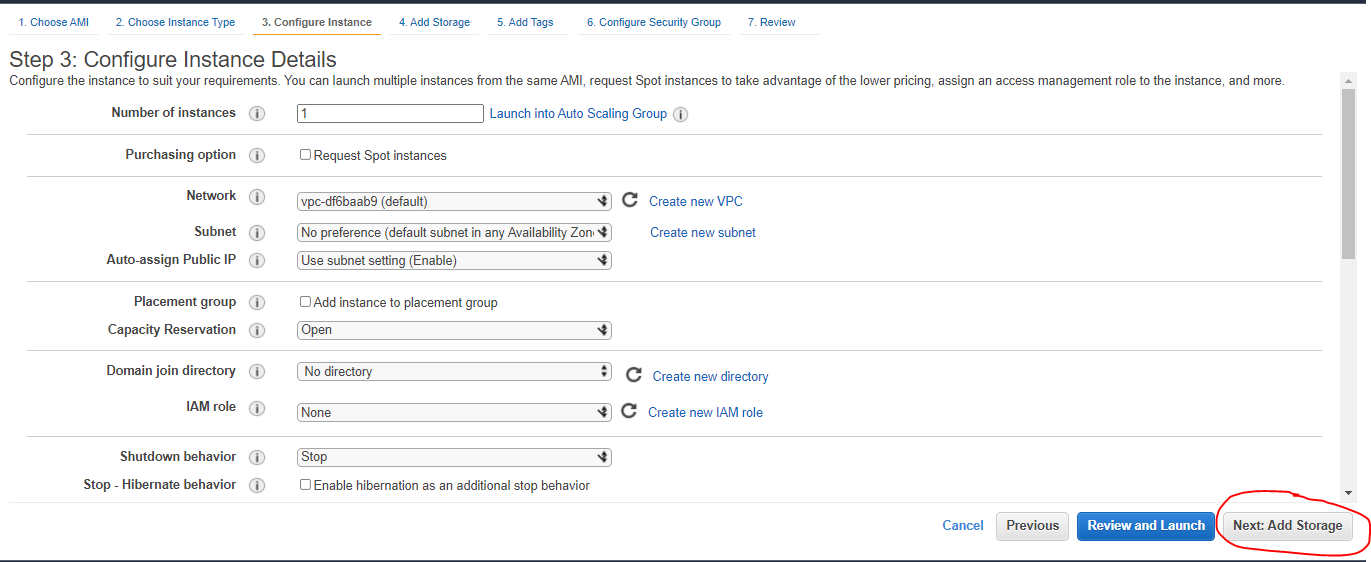 1. Choose AMI 2. Choose Instance Type 3. Configure Instance 4. Add Storage 5. Add Tags 6. Configure Security Group 7. Review
Step 3: Configure Instance Details
Configure the instance to suit your requirements. You can launch multiple instances from the same AMI, request Spot instances to take advantage of the lower pricing, assign an access management role to the instance, and more.
Number of instances 1 Launch into Auto Scaling Group
Purchasing option Request Spot instances
Network vpc-df6baab9 (default) Create new VPC
Subnet No preference (default subnet in any Availability Zon Create new subnet
Auto-assign Public IP Use subnet setting (Enable)
Placement group Add instance to placement group
Capacity Reservation Open
Domain join directory No directory Create new directory
IAM role None Create new IAM role
Shutdown behavior Stop
Stop - Hibernate behavior Enable hibernation as an additional stop behavior
Cancel Previous Review and Launch Next: Add Storage